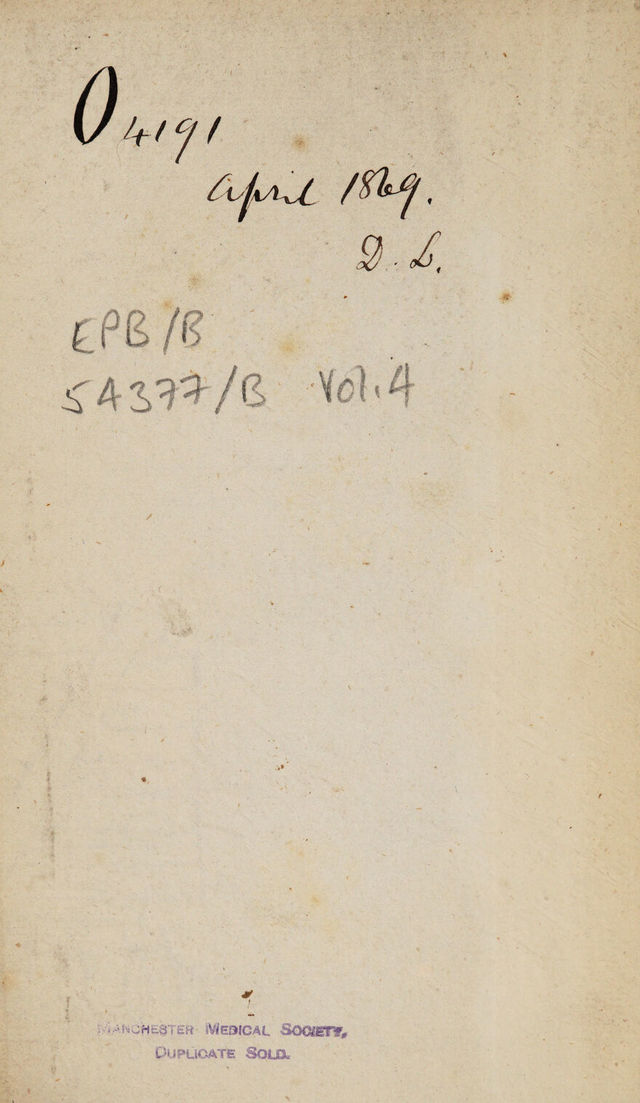 O 4191
April 1869.
D. L.
EPB/B
54377/B Vol. 4
MANCHESTER MEDICAL SOCIETY,
DUPLICATE SOLD.